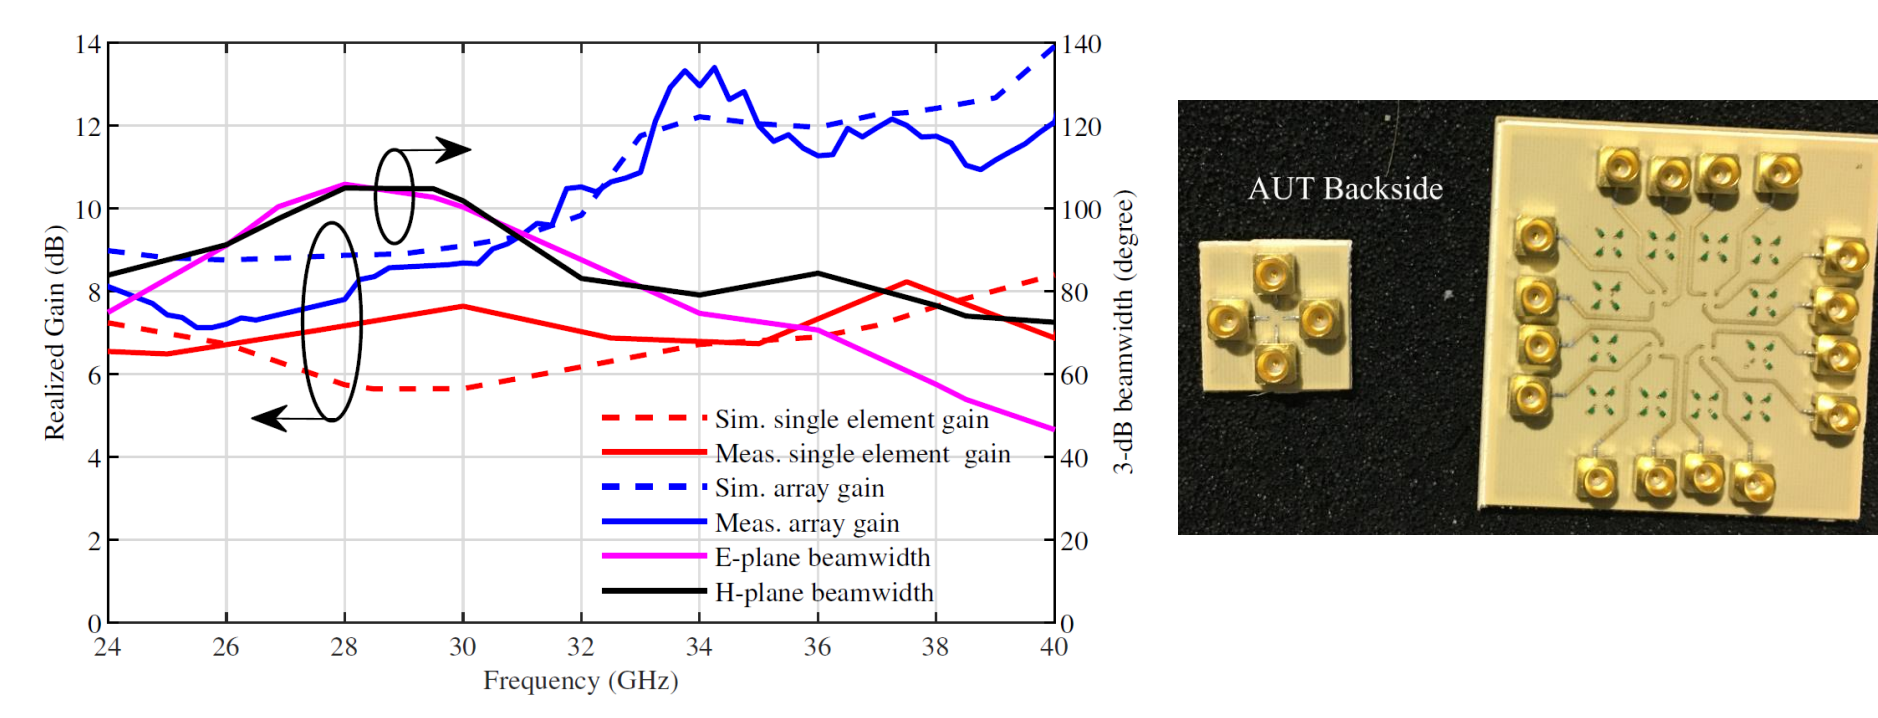 14
12
10
8
6
4
2
0
Realized Gain (dB)
24
26
28
30
32
34
36
38
40
Frequency (GHz)
140
120
100
80
60
40
20
0
3-dB beamwidth (degree)
Sim. single element gain
Meas. single element gain
Sim. array gain
Meas. array gain
E-plane beamwidth
H-plane beamwidth
AUT Backside